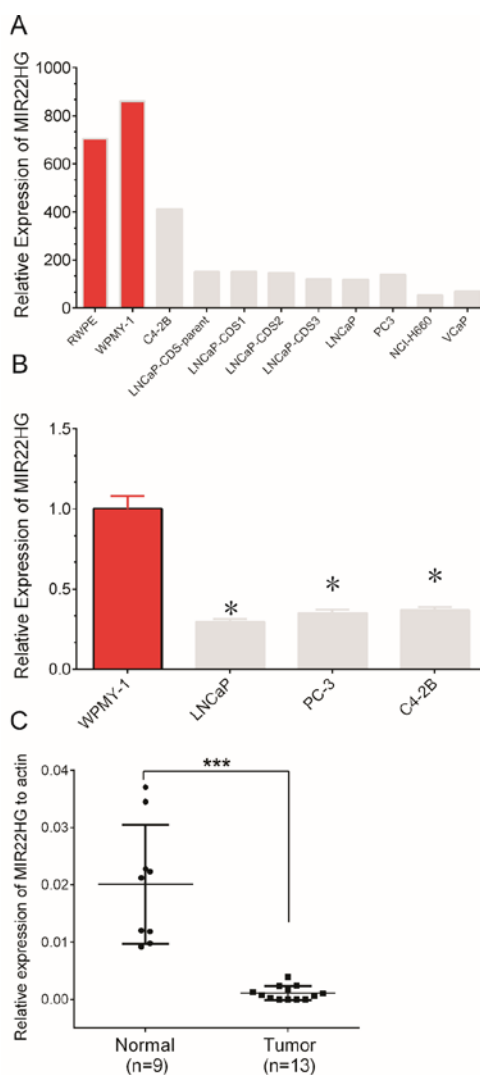 A
Relative Expression of MIR22HG
1000
800
600
400
200
0
RWPE
WPMY-1
C4-2B
LNCaP-CDS-parent
LNCaP-CDS1
LNCaP-CDS2
LNCaP-CDS3
LNCaP
PC3
NCI-H660
VCaP
B
Relative Expression of MIR22HG
1.5
1.0
0.5
0.0
*
*
*
WPMY-1
LNCaP
PC-3
C4-2B
C
Relative expression of MIR22HG to actin
0.04
0.03
0.02
0.01
0.00
***
Normal
(n=9)
Tumor
(n=13)